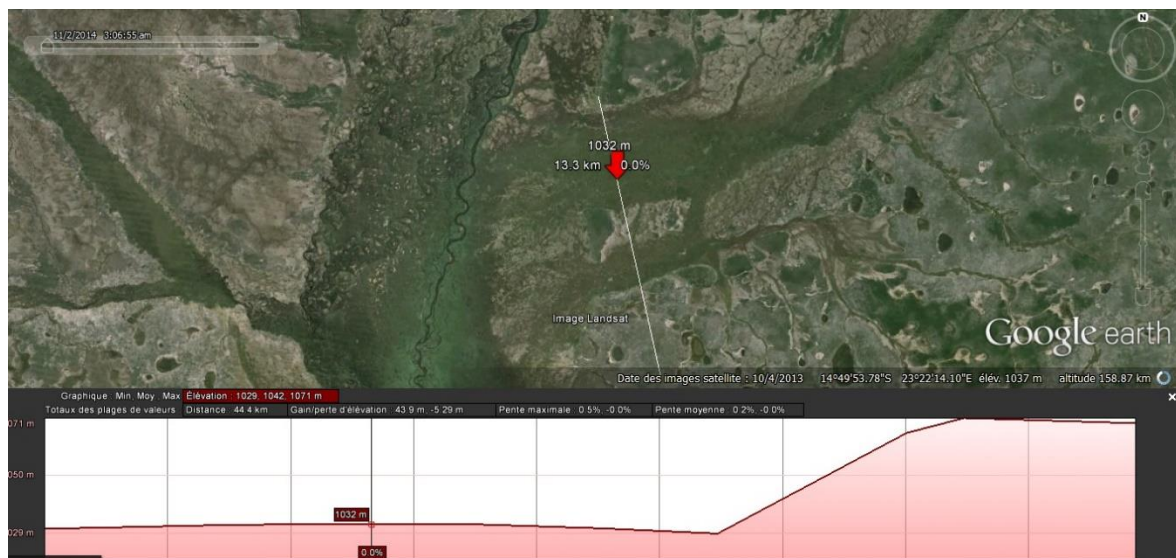 N
11/2/2014 3:06:55 am
1032 m
13.3 km 0.0%
Image Landsat
Google earth
Date des images satellite : 10/4/2013 14°49'53.78"S 23°22'14.10"E élév. 1037 m altitude 158.87 km
Graphique : Min, Moy, Max Élévation : 1029, 1042, 1071 m
Totaux des plages de valeurs : Distance : 44.4 km Gain/perte d'élévation : 43.9 m, -5.29 m Pente maximale : 0.5%, -0.0% Pente moyenne : 0.2%, -0.0%
071 m
050 m
1032 m
029 m
0.0%